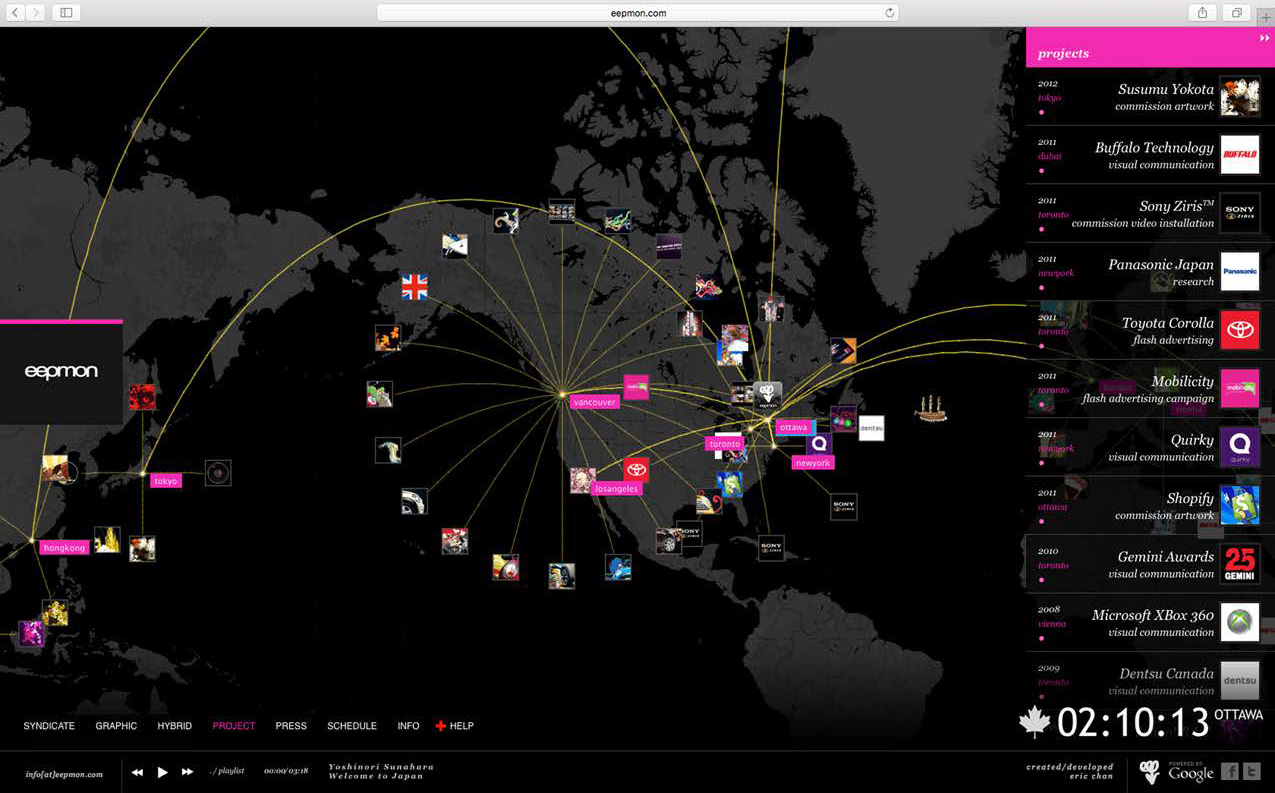 eepmon.com
projects
2012
tokyo
Susumu Yokota
commission artwork
2011
dubai
Buffalo Technology
visual communication
BUFFALO
2011
toronto
Sony Ziris™
commission video installation
SONY
ZIRIS
2011
newyork
Panasonic Japan
research
Panasonic
2011
toronto
Toyota Corolla
flash advertising
2011
toronto
Mobilicity
flash advertising campaign
2011
newyork
Quirky
visual communication
quirky
2011
ottawa
Shopify
commission artwork
2010
toronto
Gemini Awards
visual communication
25
GEMINI
2008
vienna
Microsoft XBox 360
visual communication
2009
toronto
Dentsu Canada
visual communication
dentsu
eepmon
vancouver
eepmon
ottawa
dentsu
toronto
newyork
losangeles
tokyo
hongkong
SONY
SONY
SONY
SYNDICATE GRAPHIC HYBRID PROJECT PRESS SCHEDULE INFO HELP
02:10:13 OTTAWA
info[at]eepmon.com
./playlist
00:00/03:18
Yoshinori Sunahara
Welcome to Japan
created/developed
eric chan
POWERED BY
Google